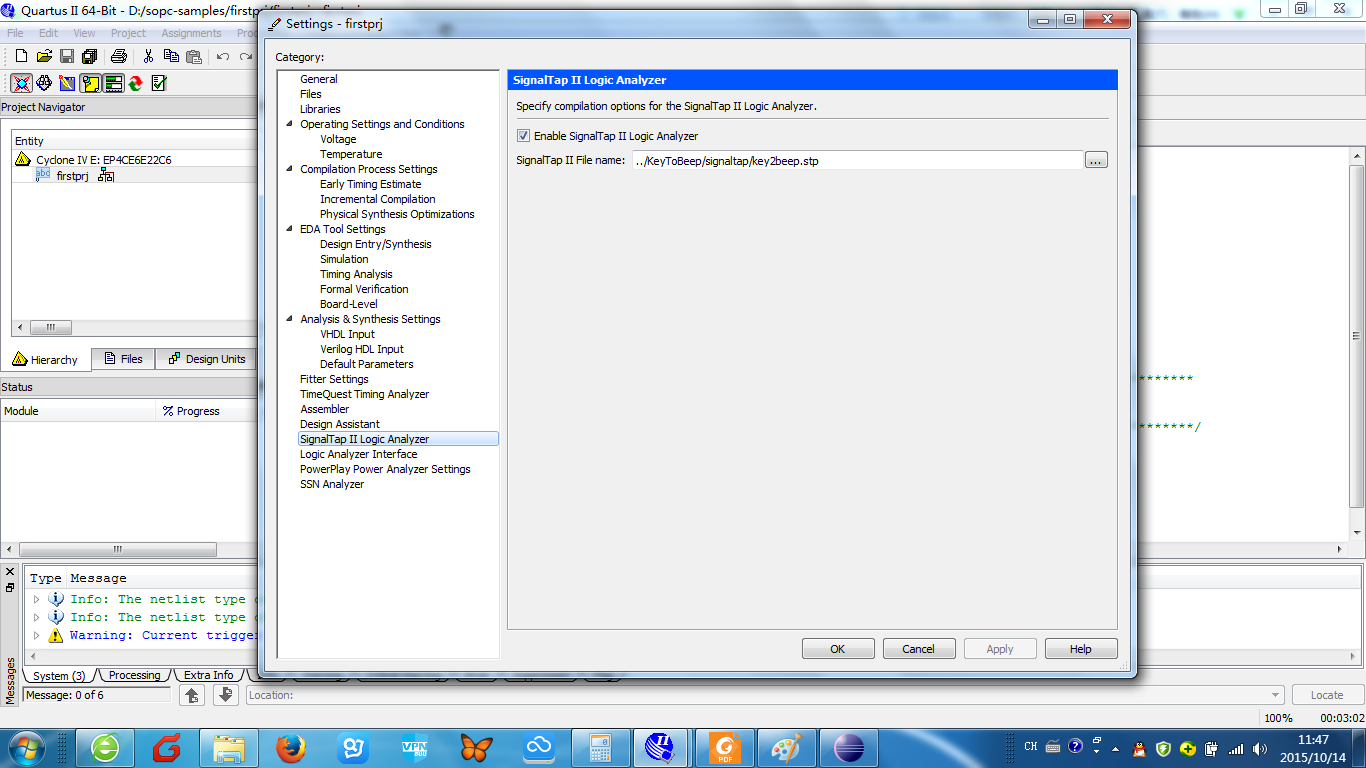 Quartus II 64-Bit - D:/sopc-samples/firstprj/
File Edit View Project Assignments
Project Navigator
Entity
Cyclone IV E: EP4CE6E22C6
abc firstprj
Hierarchy Files Design Units
Status
Module % Progress
Settings - firstprj
Category:
General
Files
Libraries
Operating Settings and Conditions
Voltage
Temperature
Compilation Process Settings
Early Timing Estimate
Incremental Compilation
Physical Synthesis Optimizations
EDA Tool Settings
Design Entry/Synthesis
Simulation
Timing Analysis
Formal Verification
Board-Level
Analysis & Synthesis Settings
VHDL Input
Verilog HDL Input
Default Parameters
Fitter Settings
TimeQuest Timing Analyzer
Assembler
Design Assistant
SignalTap II Logic Analyzer
Logic Analyzer Interface
PowerPlay Power Analyzer Settings
SSN Analyzer
SignalTap II Logic Analyzer
Specify compilation options for the SignalTap II Logic Analyzer.
Enable SignalTap II Logic Analyzer
SignalTap II File name: ../KeyToBeep/signaltap/key2beep.stp ...
OK Cancel Apply Help
*******
*******/
Type Message
Info: The netlist type
Info: The netlist type
Warning: Current trigge
System (3) Processing Extra Info
Messages
Message: 0 of 6 Location: Locate
100% 00:03:02
VPN
PDF
CH
11:47
2015/10/14